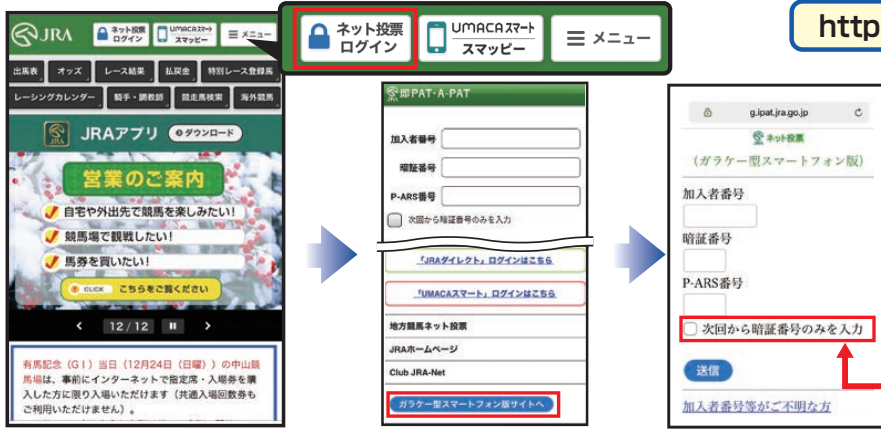 JRA
ネット投票
ログイン
UMACAスマート
スマッピー
メニュー
出馬表
オッズ
レース結果
払戻金
特別レース登録馬
レーシングカレンダー
騎手・調教師
競走馬検索
海外競馬
JRA
JRAアプリ
ダウンロード
営業のご案内
自宅や外出先で競馬を楽しみたい!
競馬場で観戦したい!
馬券を買いたい!
CLICK こちらをご覧ください
12/12
有馬記念(GⅠ)当日(12月24日(日曜))の中山競
馬場は、事前にインターネットで指定席・入場券を購
入した方に限り入場いただけます(共通入場回数券も
ご利用いただけません)。
ネット投票
ログイン
UMACAスマート
スマッピー
メニュー
http
即PAT・A-PAT
加入者番号
暗証番号
P-ARS番号
次回から暗証番号のみを入力
「JRAダイレクト」ログインはこちら
「UMACAスマート」ログインはこちら
地方競馬ネット投票
JRAホームページ
Club JRA-Net
ガラケー型スマートフォン版サイトへ
g.ipat.jra.go.jp
ネット投票
(ガラケー型スマートフォン版)
加入者番号
暗証番号
P-ARS番号
次回から暗証番号のみを入力
送信
加入者番号等がご不明な方